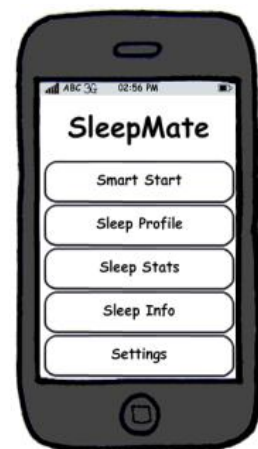 ABC 3G 02:56 PM
SleepMate
Smart Start
Sleep Profile
Sleep Stats
Sleep Info
Settings